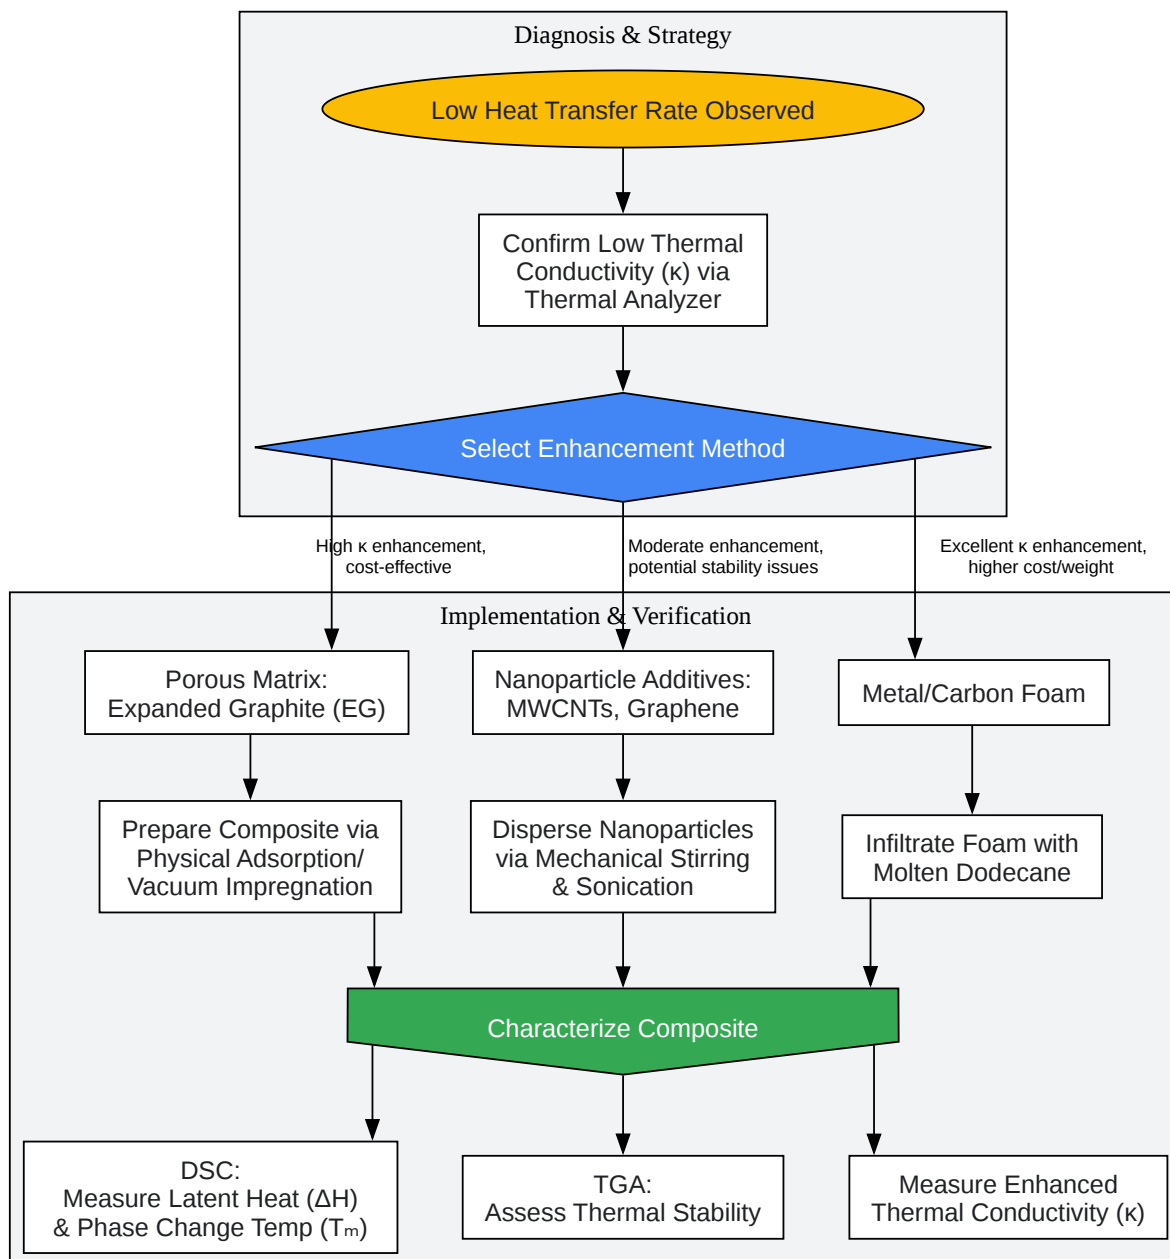 Diagnosis & Strategy
Low Heat Transfer Rate Observed
Confirm Low Thermal
Conductivity (κ) via
Thermal Analyzer
Select Enhancement Method
High κ enhancement,
cost-effective
Moderate enhancement,
potential stability issues
Excellent κ enhancement,
higher cost/weight
Implementation & Verification
Porous Matrix:
Expanded Graphite (EG)
Nanoparticle Additives:
MWCNTs, Graphene
Metal/Carbon Foam
Prepare Composite via
Physical Adsorption/
Vacuum Impregnation
Disperse Nanoparticles
via Mechanical Stirring
& Sonication
Infiltrate Foam with
Molten Dodecane
Characterize Composite
DSC:
Measure Latent Heat (ΔH)
& Phase Change Temp (Tₘ)
TGA:
Assess Thermal Stability
Measure Enhanced
Thermal Conductivity (κ)